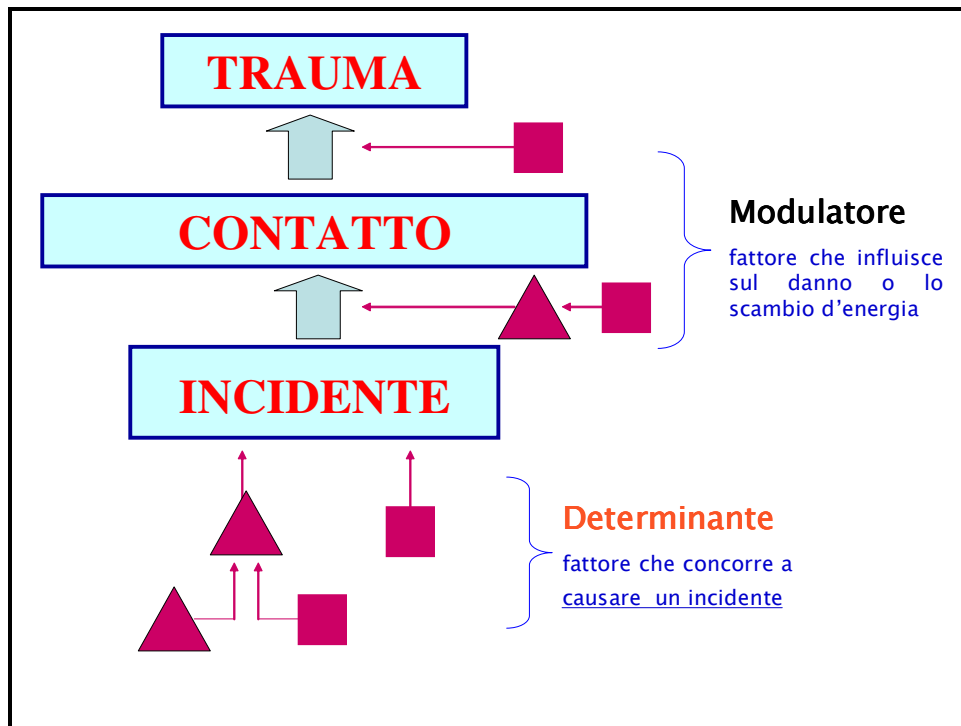 TRAUMA
CONTATTO
Modulatore
fattore che influisce
sul danno o lo
scambio d'energia
INCIDENTE
Determinante
fattore che concorre a
causare un incidente